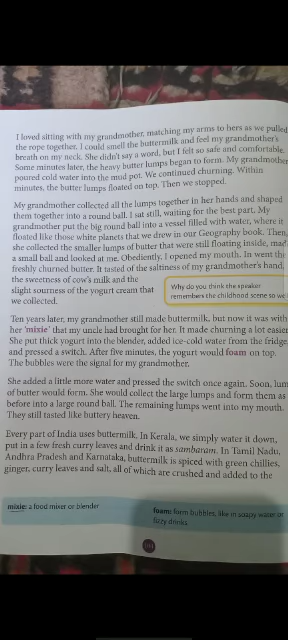 I loved sitting with my grandmother, matching my arms to hers as we pulled
the rope together. I could smell the buttermilk and feel my grandmother's
breath on my neck. She didn't say a word, but I felt so safe and comfortable.
Some minutes later, the heavy butter lumps began to form. My grandmother
poured cold water into the mud pot. We continued churning. Within
minutes, the butter lumps floated on top. Then we stopped.
My grandmother collected all the lumps together in her hands and shaped
them together into a round ball. I sat still, waiting for the best part. My
grandmother put the big round ball into a vessel filled with water, where it
floated like those white planets that we drew in our Geography book. Then,
she collected the smaller lumps of butter that were still floating inside, mad
a small ball and looked at me. Obediently, I opened my mouth. In went the
freshly churned butter. It tasted of the saltiness of my grandmother's hand,
the sweetness of cow's milk and the
slight sourness of the yogurt cream that
we collected.
Why do you think the speaker
remembers the childhood scene so we
Ten years later, my grandmother still made buttermilk, but now it was with
her 'mixie' that my uncle had brought for her. It made churning a lot easier
She put thick yogurt into the blender, added ice-cold water from the fridge
and pressed a switch. After five minutes, the yogurt would foam on top.
The bubbles were the signal for my grandmother.
She added a little more water and pressed the switch once again. Soon, lum
of butter would form. She would collect the large lumps and form them as
before into a large round ball. The remaining lumps went into my mouth.
They still tasted like buttery heaven.
Every part of India uses buttermilk. In Kerala, we simply water it down,
put in a few fresh curry leaves and drink it as sambaram. In Tamil Nadu,
Andhra Pradesh and Karnataka, buttermilk is spiced with green chillies,
ginger, curry leaves and salt, all of which are crushed and added to the
mixie: a food mixer or blender
foam: form bubbles, like in soapy water or
fizzy drinks